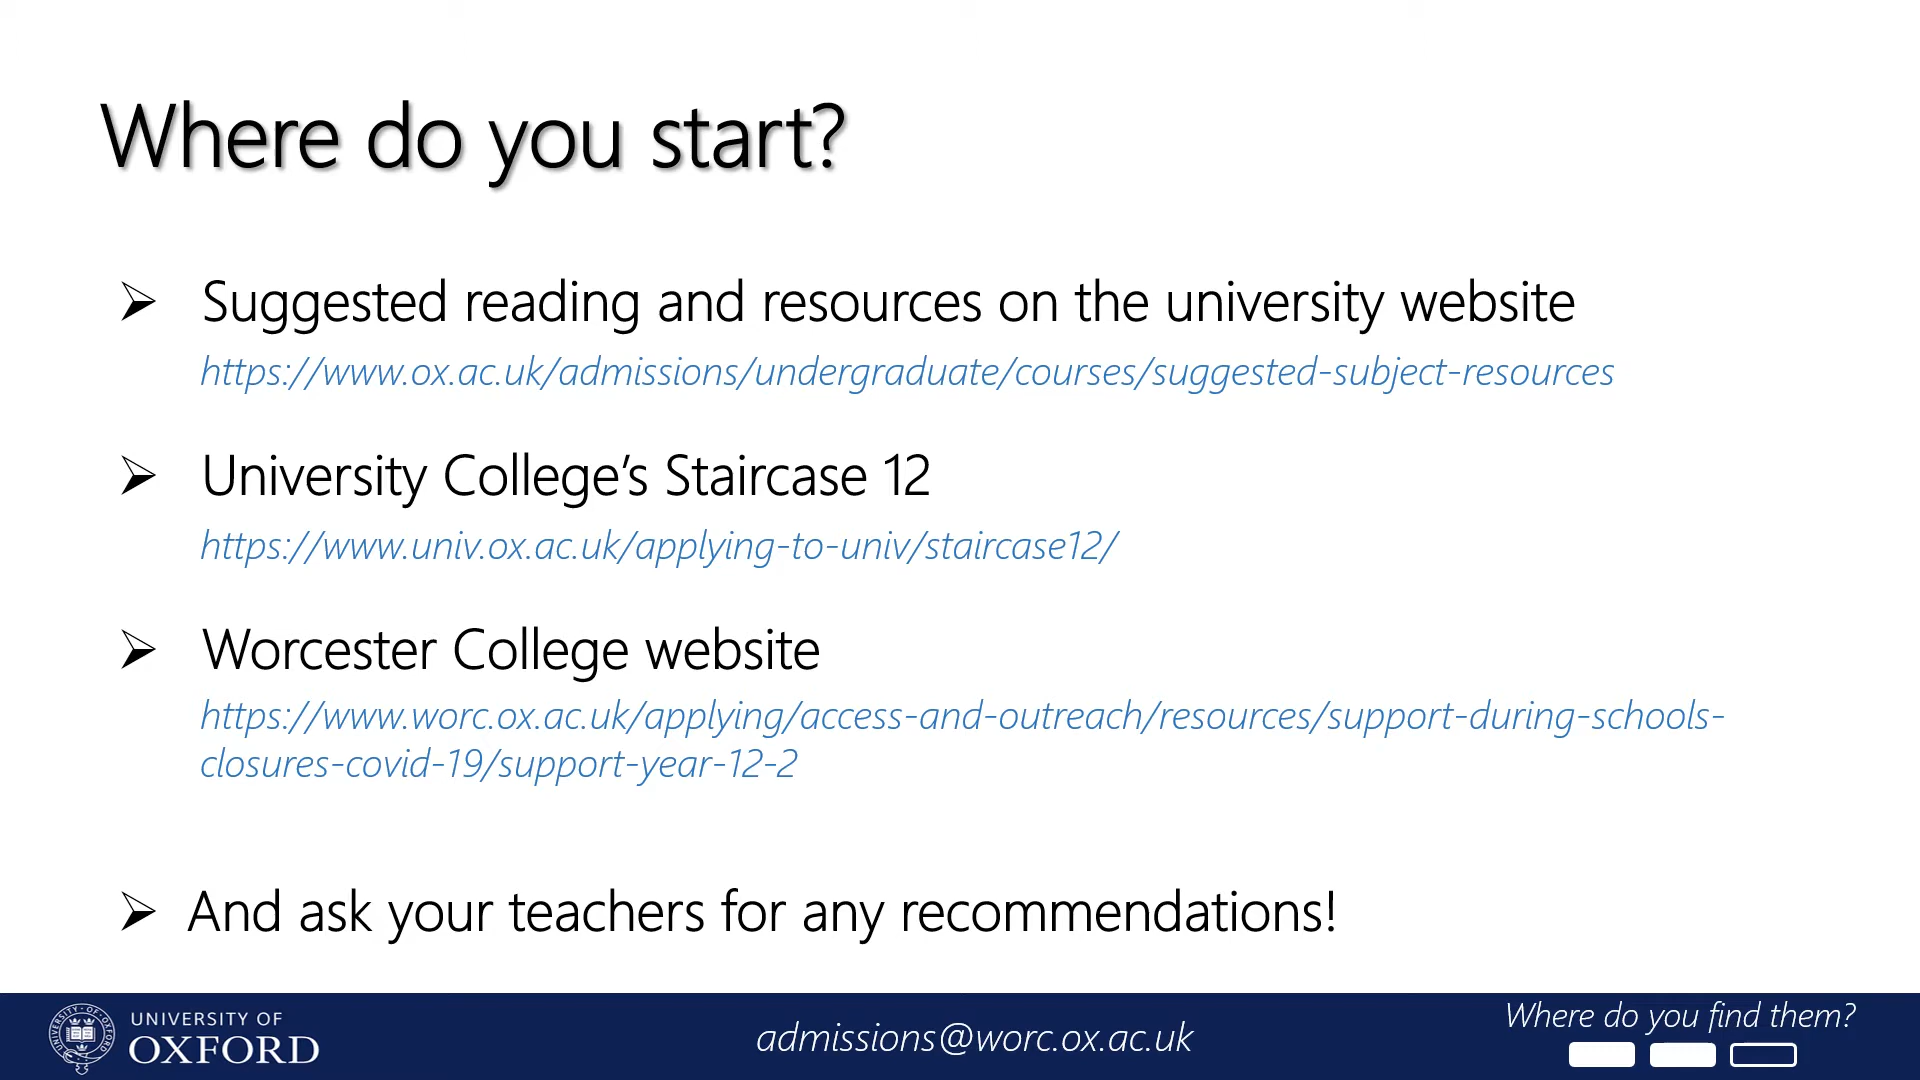 Where do you start?
Suggested reading and resources on the university website
https://www.ox.ac.uk/admissions/undergraduate/courses/suggested-subject-resources
University College’s Staircase 12
https://www.univ.ox.ac.uk/applying-to-univ/staircase12/
Worcester College website
https://www.worc.ox.ac.uk/applying/access-and-outreach/resources/support-during-schools-
closures-covid-19/support-year-12-2
And ask your teachers for any recommendations!
UNIVERSITY OF
OXFORD
admissions@worc.ox.ac.uk
Where do you find them?